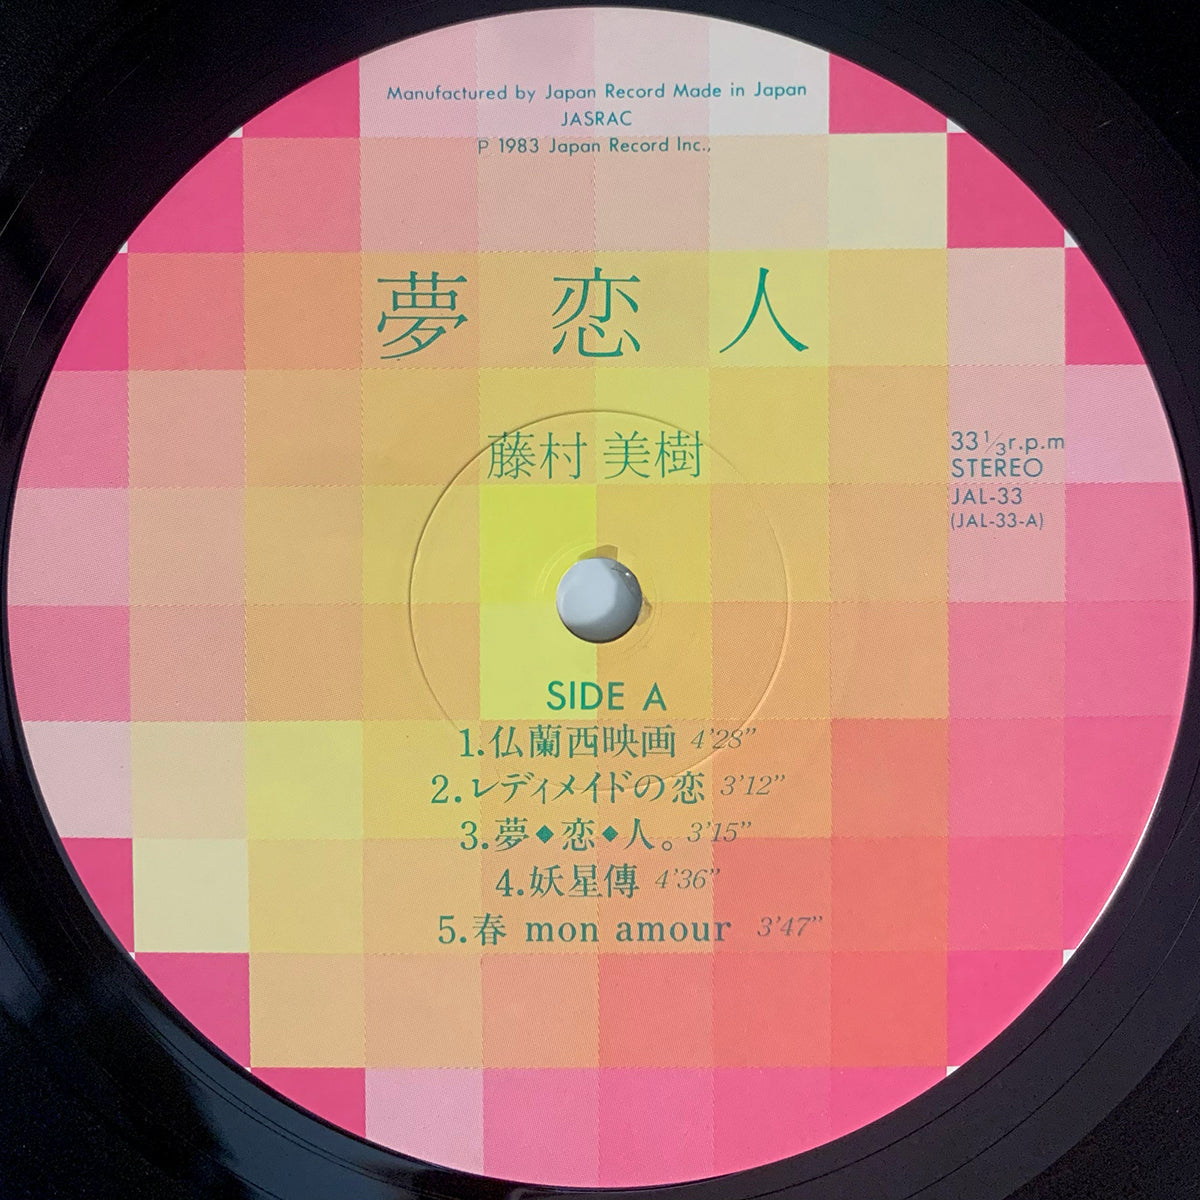 Manufactured by Japan Record Made in Japan
JASRAC
Ⓟ 1983 Japan Record Inc.,
夢 恋 人
藤村 美樹
33⅓r.p.m
STEREO
JAL-33
(JAL-33-A)
SIDE A
1.仏蘭西映画 4'28”
2.レディメイドの恋 3'12”
3.夢◆恋◆人。3'15”
4.妖星傳 4'36”
5.春 mon amour 3'47”